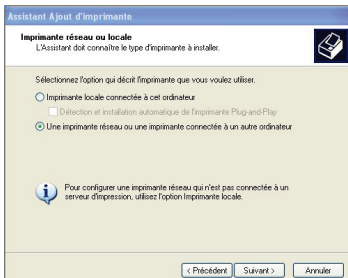 Assistant Ajout d'imprimante
Imprimante réseau ou locale
L'Assistant doit connaître le type d'imprimante à installer.
Sélectionnez l'option qui décrit l'imprimante que vous voulez utiliser.
Imprimante locale connectée à cet ordinateur
Détection et installation automatique de l'imprimante Plug-and-Play
Une imprimante réseau ou une imprimante connectée à un autre ordinateur
Pour configurer une imprimante réseau qui n'est pas connectée à un
serveur d'impression, utilisez l'option Imprimante locale.
< Précédent Suivant > Annuler